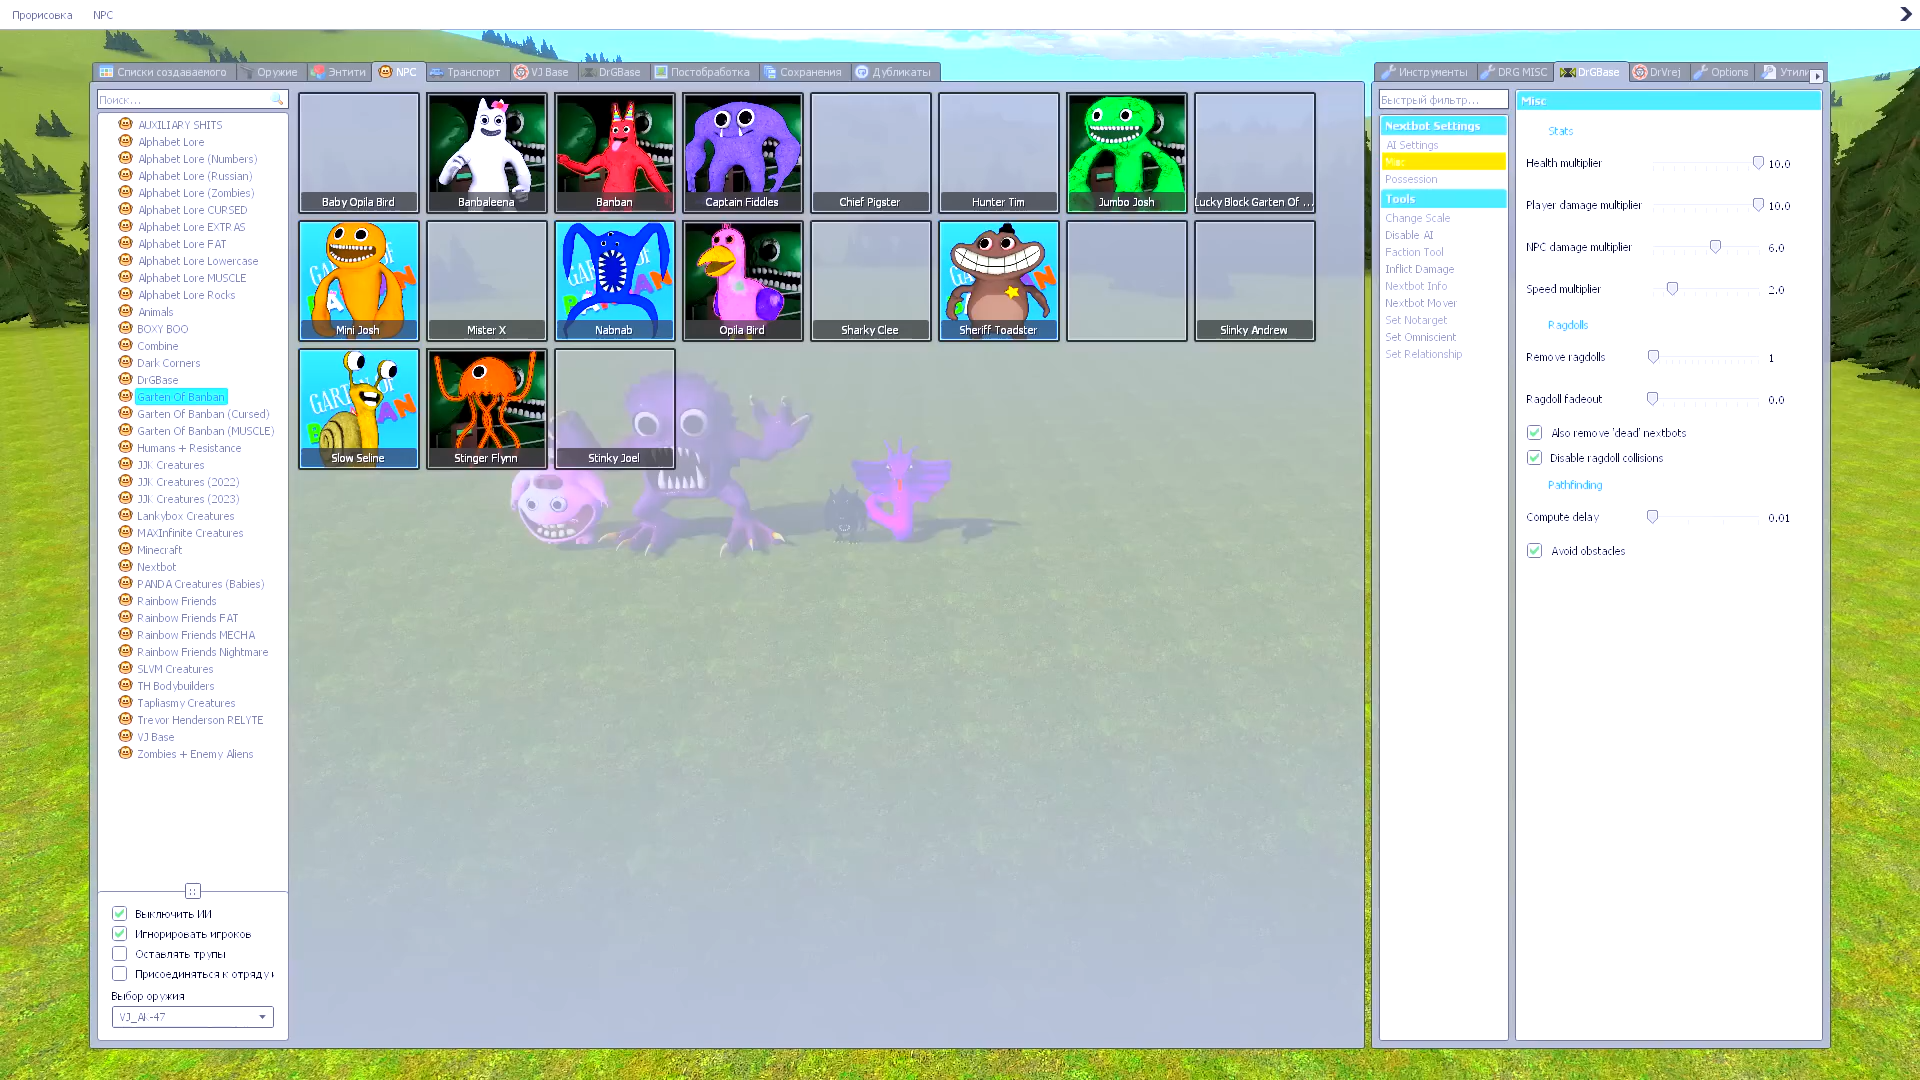 Прорисовка NPC
Списки создаваемого Оружие Энтити NPC Транспорт VJ Base DrGBase Постобработка Сохранения Дубликаты
Поиск...
AUXILIARY SHITS
Alphabet Lore
Alphabet Lore (Numbers)
Alphabet Lore (Russian)
Alphabet Lore (Zombies)
Alphabet Lore CURSED
Alphabet Lore EXTRAS
Alphabet Lore FAT
Alphabet Lore Lowercase
Alphabet Lore MUSCLE
Alphabet Lore Rocks
Animals
BOXY BOO
Combine
Dark Corners
DrGBase
Garten Of Banban
Garten Of Banban (Cursed)
Garten Of Banban (MUSCLE)
Humans + Resistance
JJK Creatures
JJK Creatures (2022)
JJK Creatures (2023)
Lankybox Creatures
MAXInfinite Creatures
Minecraft
Nextbot
PANDA Creatures (Babies)
Rainbow Friends
Rainbow Friends FAT
Rainbow Friends MECHA
Rainbow Friends Nightmare
SLVM Creatures
TH Bodybuilders
Tapliasmy Creatures
Trevor Henderson RELYTE
VJ Base
Zombies + Enemy Aliens
Выключить ИИ
Игнорировать игроков
Оставлять трупы
Присоединяться к отряду
Выбор оружия
VJ_AK-47
Baby Opila Bird Banbaleena Banban Captain Fiddles Chief Pigster Hunter Tim Jumbo Josh Lucky Block Garten Of ...
Mini Josh Mister X Nabnab Opila Bird Sharky Clee Sheriff Toadster Slinky Andrew
Slow Seline Stinger Flynn Stinky Joel
Инструменты DRG MISC DrGBase DrVrej Options Утили
Быстрый фильтр...
Nextbot Settings
AI Settings
Misc
Possession
Tools
Change Scale
Disable AI
Faction Tool
Inflict Damage
Nextbot Info
Nextbot Mover
Set Notarget
Set Omniscient
Set Relationship
Misc
Stats
Health multiplier 10.0
Player damage multiplier 10.0
NPC damage multiplier 6.0
Speed multiplier 2.0
Ragdolls
Remove ragdolls 1
Ragdoll fadeout 0.0
Also remove 'dead' nextbots
Disable ragdoll collisions
Pathfinding
Compute delay 0.01
Avoid obstacles